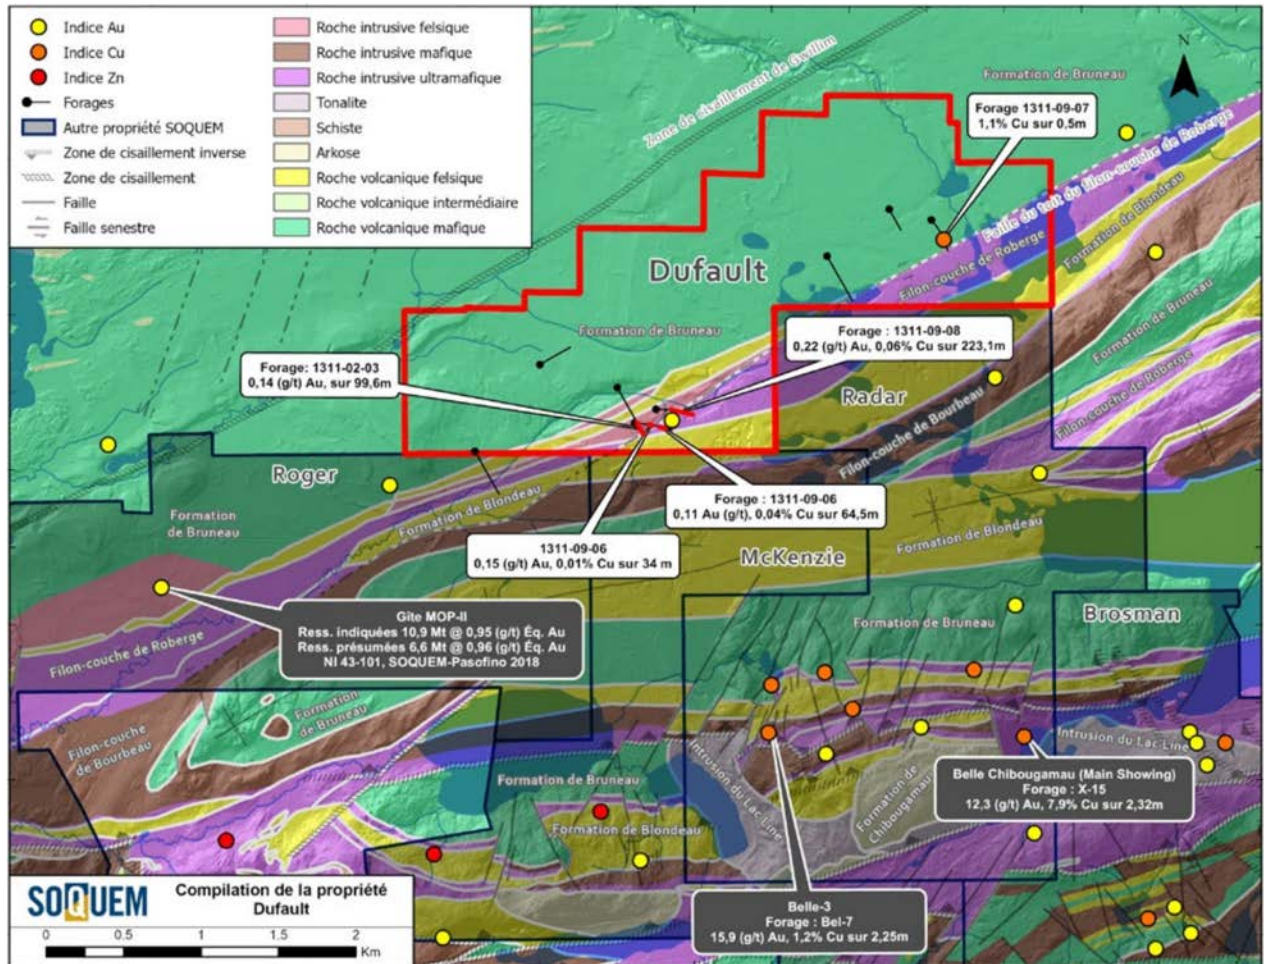 Indice Au
Indice Cu
Indice Zn
Forages
Autre propriété SOQUEM
Zone de cisaillement inverse
Zone de cisaillement
Faille
Faille senestre
Roche intrusive felsique
Roche intrusive mafique
Roche intrusive ultramafique
Tonalite
Schiste
Arkose
Roche volcanique felsique
Roche volcanique intermédiaire
Roche volcanique mafique
Zone de cisaillement de Gwillim
Formation de Bruneau
N
Forage 1311-09-07
1,1% Cu sur 0,5m
Faille du toit du filon-couche de Roberge
Filon-couche de Roberge
Formation de Blondeau
Dufault
Formation de Bruneau
Formation de Bruneau
Filon-couche de Roberge
Forage : 1311-09-08
0,22 (g/t) Au, 0,06% Cu sur 223,1m
Forage: 1311-02-03
0,14 (g/t) Au, sur 99,6m
Radar
Filon-couche de Bourbeau
Roger
Formation
de Bruneau
Formation de Blondeau
Forage : 1311-09-06
0,11 Au (g/t), 0,04% Cu sur 64,5m
1311-09-06
0,15 (g/t) Au, 0,01% Cu sur 34 m
McKenzie
Formation de Blondeau
Gîte MOP-II
Ress. indiquées 10,9 Mt @ 0,95 (g/t) Éq. Au
Ress. présumées 6,6 Mt @ 0,96 (g/t) Éq. Au
NI 43-101, SOQUEM-Pasofino 2018
Filon-couche de Roberge
Formation de Bruneau
Brosman
Formation
de Bruneau
Filon-couche
de Bourbeau
Formation de Bruneau
Intrusion du Lac Line
Intrusion du Lac Line
Formation de
Chibougamau
Formation de Blondeau
Belle Chibougamau (Main Showing)
Forage : X-15
12,3 (g/t) Au, 7,9% Cu sur 2,32m
Belle-3
Forage : Bel-7
15,9 (g/t) Au, 1,2% Cu sur 2,25m
SOQUEM
Compilation de la propriété
Dufault
0 0.5 1 2
Km